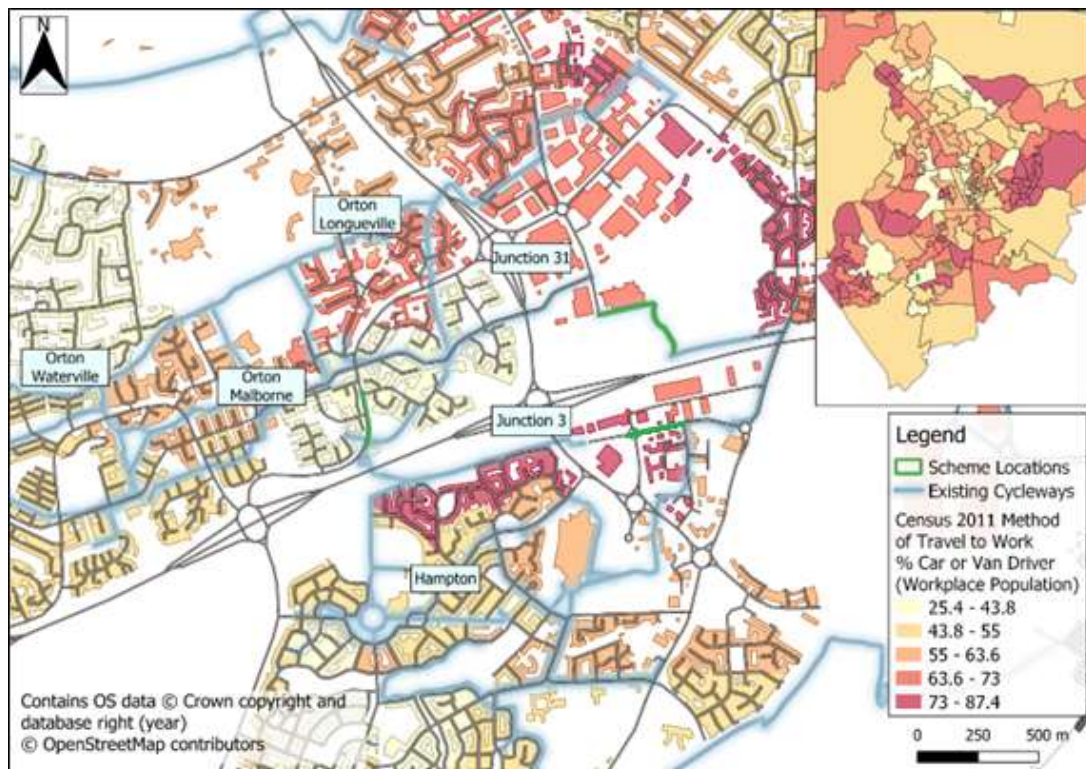 N
Orton
Longueville
Junction 31
Orton
Waterville
Orton
Malborne
Junction 3
Hampton
Legend
Scheme Locations
Existing Cycleways
Census 2011 Method
of Travel to Work
% Car or Van Driver
(Workplace Population)
25.4 - 43.8
43.8 - 55
55 - 63.6
63.6 - 73
73 - 87.4
0 250 500 m
Contains OS data © Crown copyright and
database right (year)
© OpenStreetMap contributors